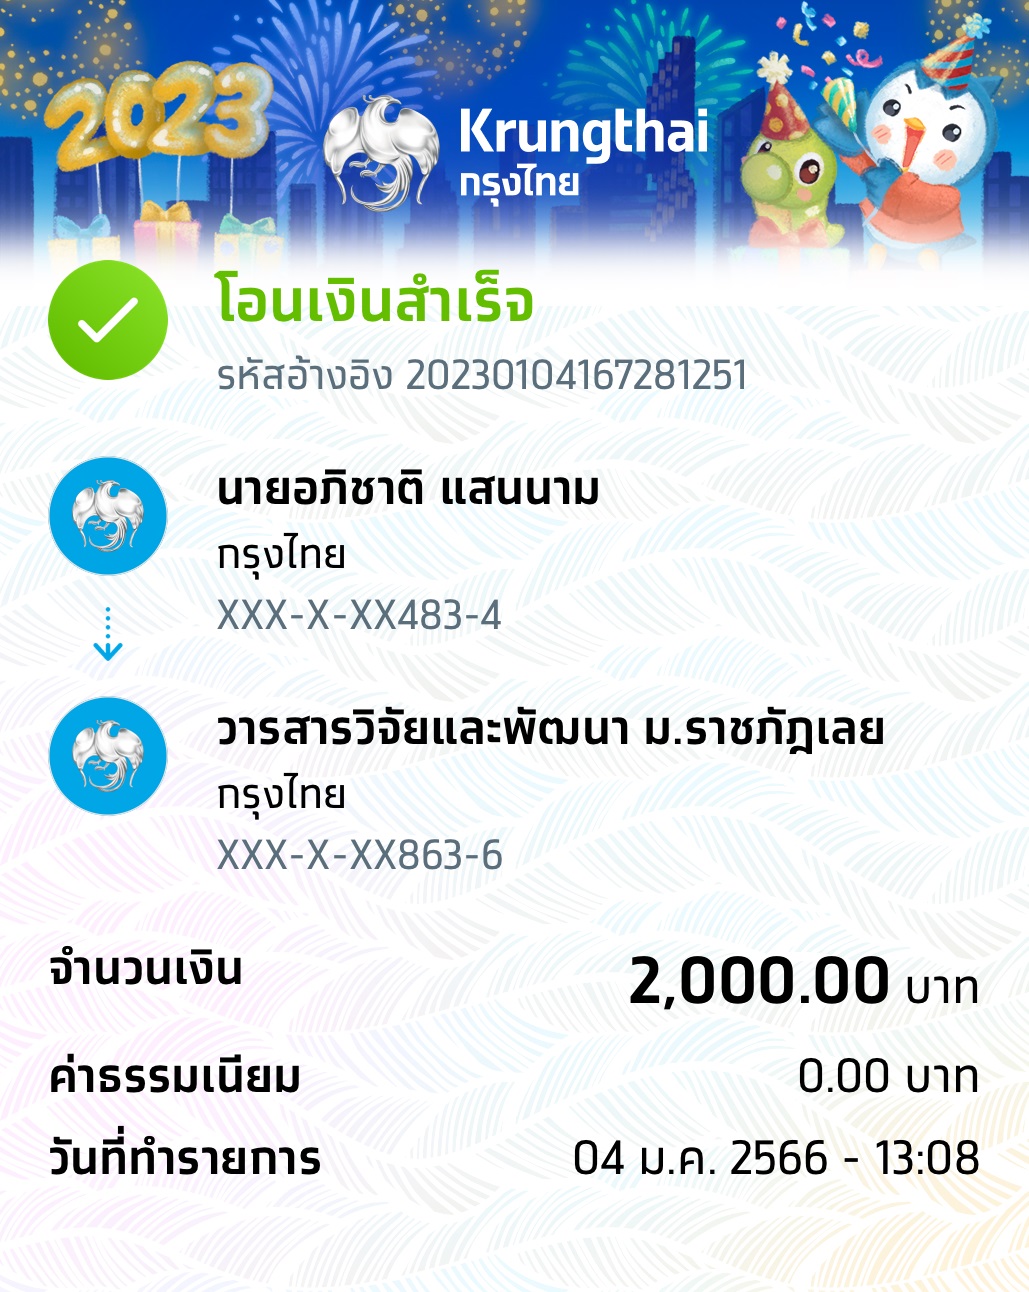 2023
Krungthai
กรุงไทย
โอนเงินสำเร็จ
รหัสอ้างอิง 20230104167281251
นายอภิชาติ แสนนาม
กรุงไทย
XXX-X-XX483-4
วารสารวิจัยและพัฒนา ม.ราชภัฎเลย
กรุงไทย
XXX-X-XX863-6
จำนวนเงิน 2,000.00 บาท
ค่าธรรมเนียม 0.00 บาท
วันที่ทำรายการ 04 ม.ค. 2566 - 13:08